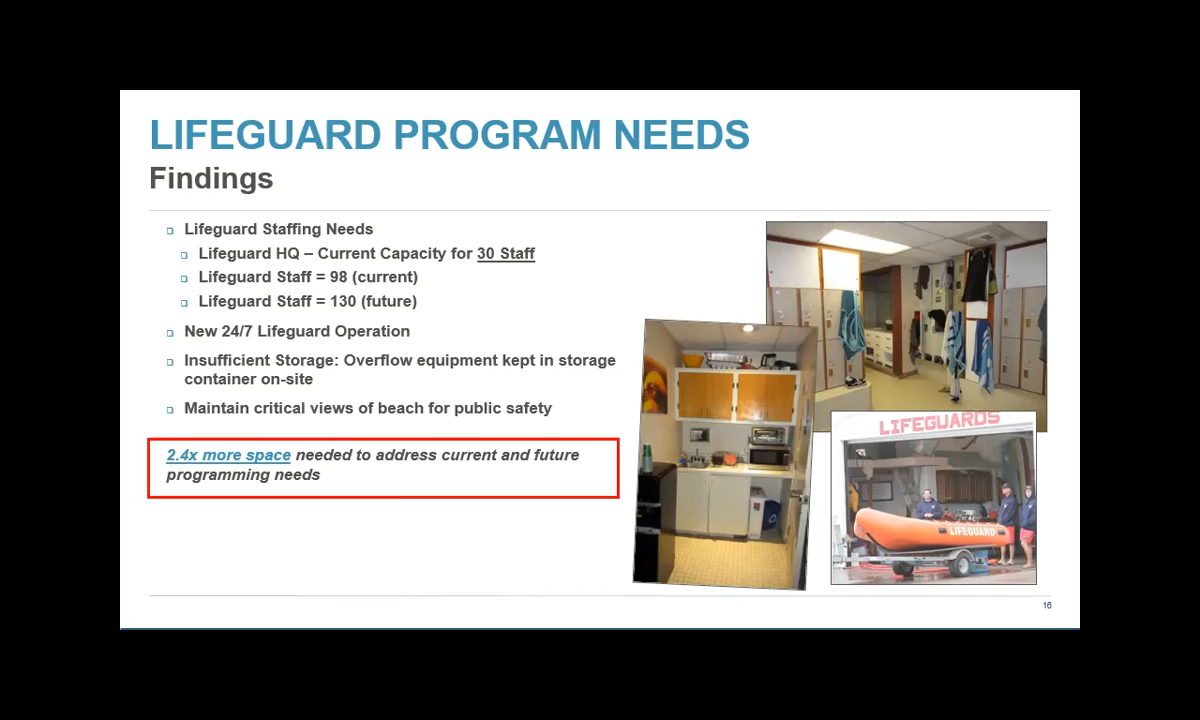 LIFEGUARD PROGRAM NEEDS
Findings
Lifeguard Staffing Needs
Lifeguard HQ – Current Capacity for 30 Staff
Lifeguard Staff = 98 (current)
Lifeguard Staff = 130 (future)
New 24/7 Lifeguard Operation
Insufficient Storage: Overflow equipment kept in storage
container on-site
Maintain critical views of beach for public safety
2.4x more space needed to address current and future
programming needs
LIFEGUARDS
LIFEGUARD
16